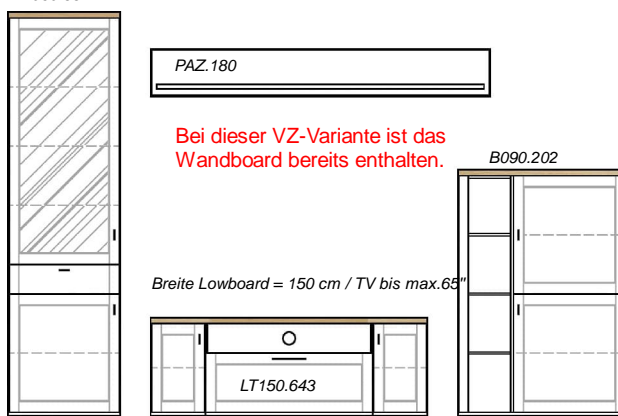 PAZ.180
Bei dieser VZ-Variante ist das
Wandboard bereits enthalten.
B090.202
Breite Lowboard = 150 cm / TV bis max.65"
LT150.643